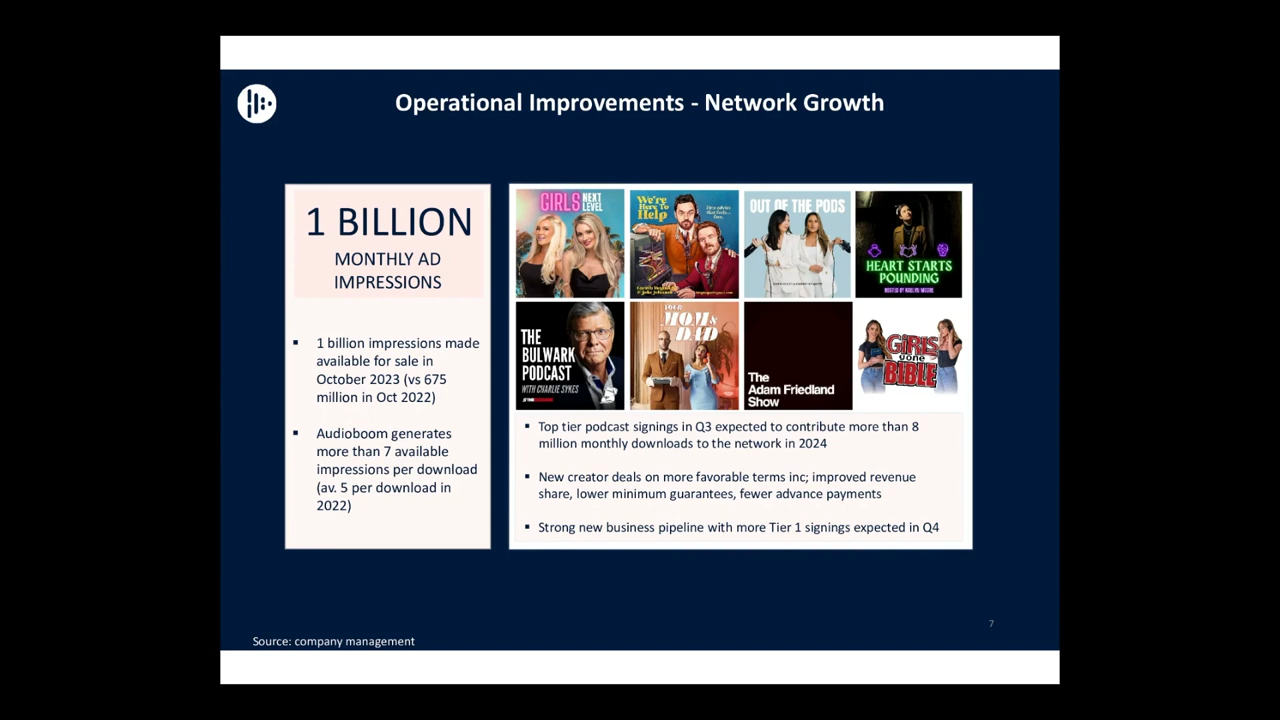 Operational Improvements - Network Growth
1 BILLION
MONTHLY AD
IMPRESSIONS
▪ 1 billion impressions made
available for sale in
October 2023 (vs 675
million in Oct 2022)
▪ Audioboom generates
more than 7 available
impressions per download
(av. 5 per download in
2022)
GIRLS NEXT
LEVEL
We're
Here To
Help
OUT OF THE PODS
HEART STARTS
POUNDING
THE
BULWARK
PODCAST
WITH CHARLIE SYKES
YOUR
MOM &
DAD
The
Adam Friedland
Show
GIRLS
gone
BIBLE
▪ Top tier podcast signings in Q3 expected to contribute more than 8
million monthly downloads to the network in 2024
▪ New creator deals on more favorable terms inc; improved revenue
share, lower minimum guarantees, fewer advance payments
▪ Strong new business pipeline with more Tier 1 signings expected in Q4
7
Source: company management